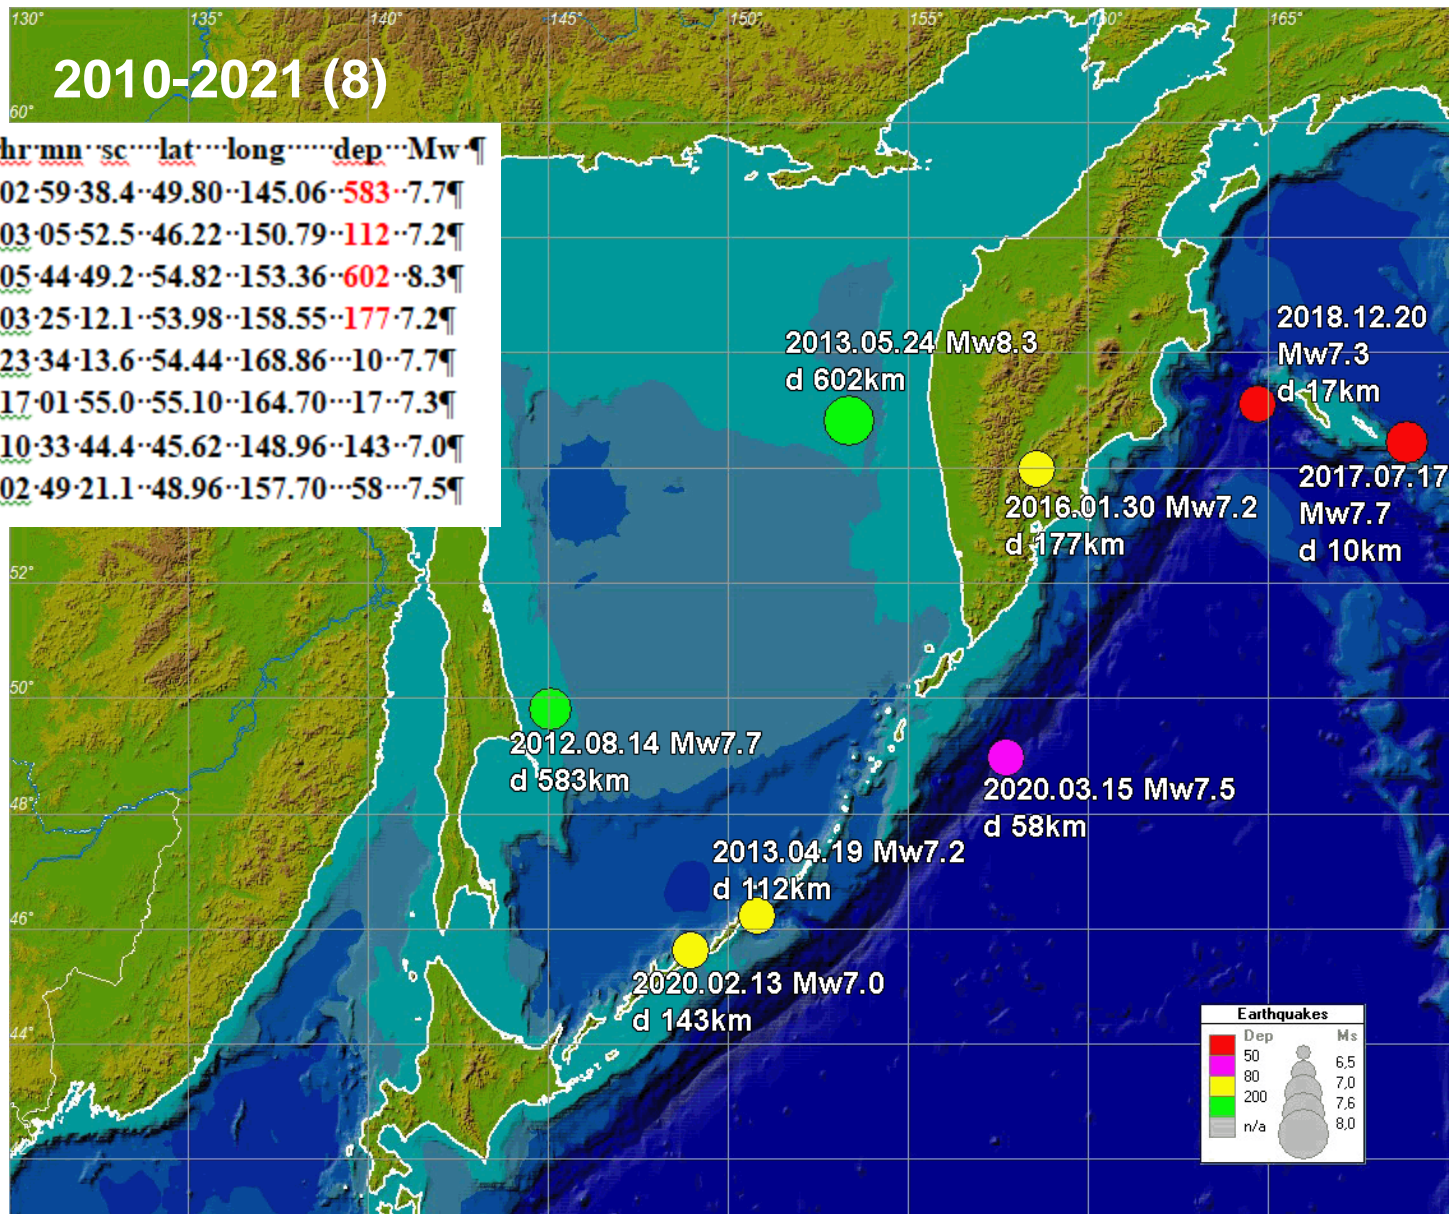 130° 135° 140° 145° 150° 155° 160° 165°
2010-2021 (8)
60°
hr·mn··sc····lat····long······dep···Mw·¶
02·59·38.4··49.80··145.06··583··7.7¶
03·05·52.5··46.22··150.79··112··7.2¶
05·44·49.2··54.82··153.36··602··8.3¶
03·25·12.1··53.98··158.55··177·7.2¶
23·34·13.6··54.44··168.86···10··7.7¶
17·01·55.0··55.10··164.70···17··7.3¶
10·33·44.4··45.62··148.96··143··7.0¶
02·49·21.1··48.96··157.70···58···7.5¶
2018.12.20
Mw7.3
d 17km
2013.05.24 Mw8.3
d 602km
2017.07.17
Mw7.7
d 10km
2016.01.30 Mw7.2
d 177km
52°
50°
2012.08.14 Mw7.7
d 583km
2020.03.15 Mw7.5
d 58km
48°
2013.04.19 Mw7.2
d 112km
46°
2020.02.13 Mw7.0
d 143km
44°
42°
Earthquakes
Dep Ms
50 6,5
80 7,0
200 7,6
n/a 8,0